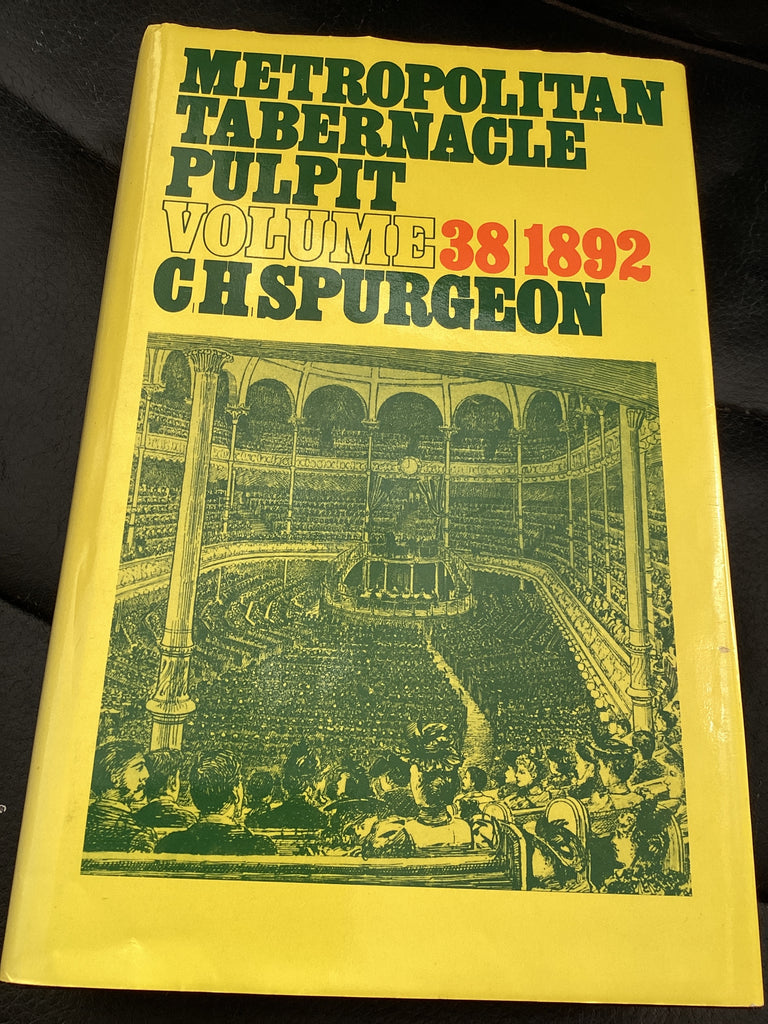 METROPOLITAN
TABERNACLE
PULPIT
VOLUME 38|1892
C|H|SPURGEON